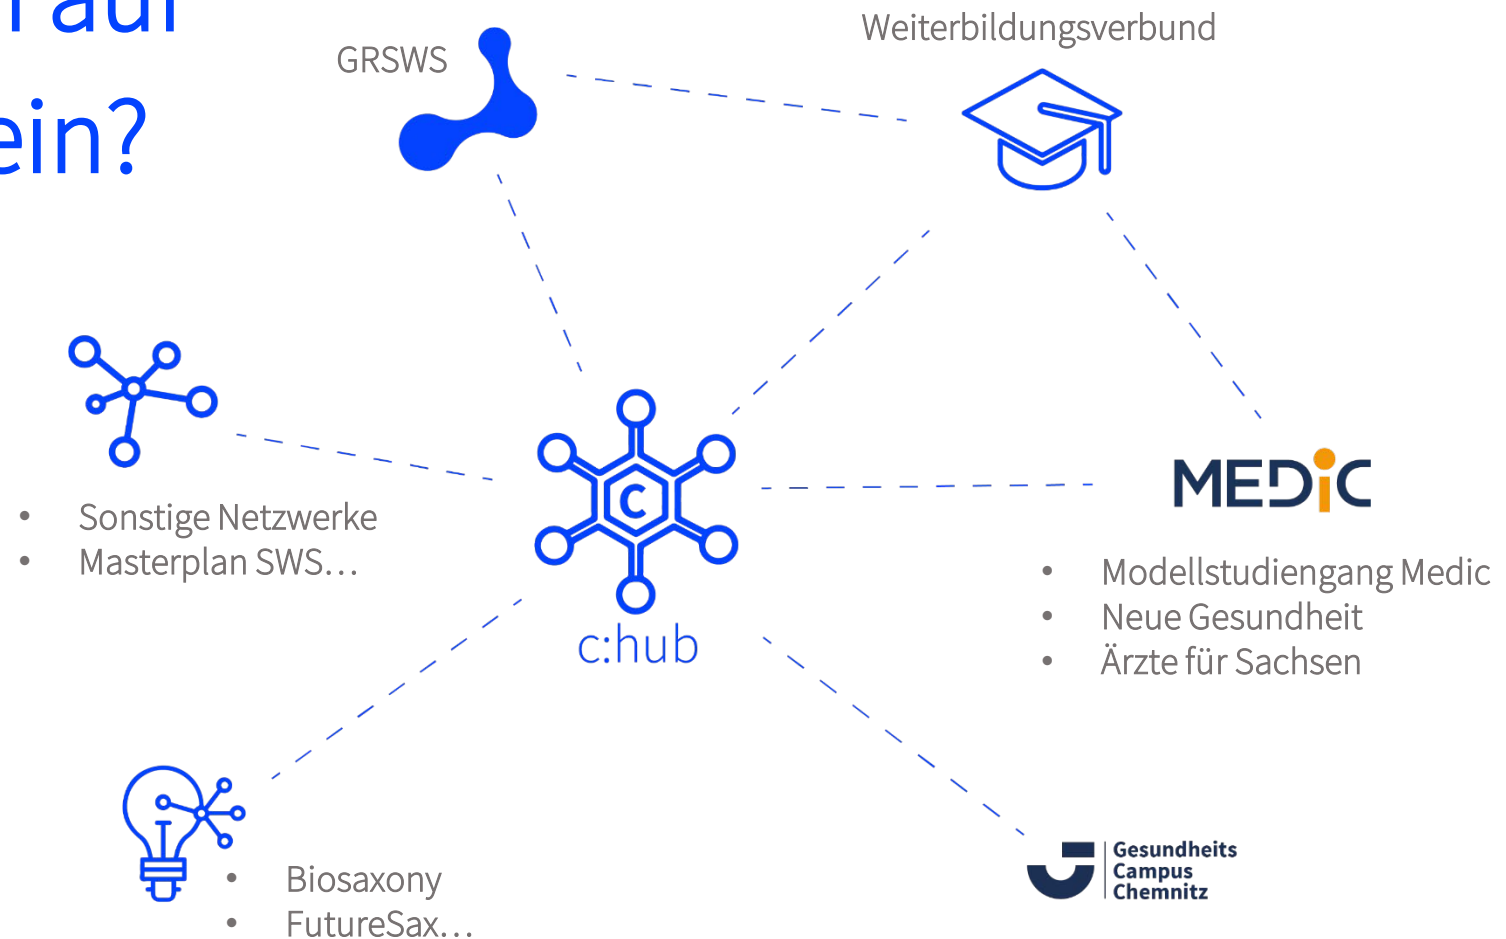 auf
ein?
GRSWS
Weiterbildungsverbund
• Sonstige Netzwerke
• Masterplan SWS…
C
c:hub
MEDiC
• Modellstudiengang Medic
• Neue Gesundheit
• Ärzte für Sachsen
• Biosaxony
• FutureSax…
Gesundheits
Campus
Chemnitz